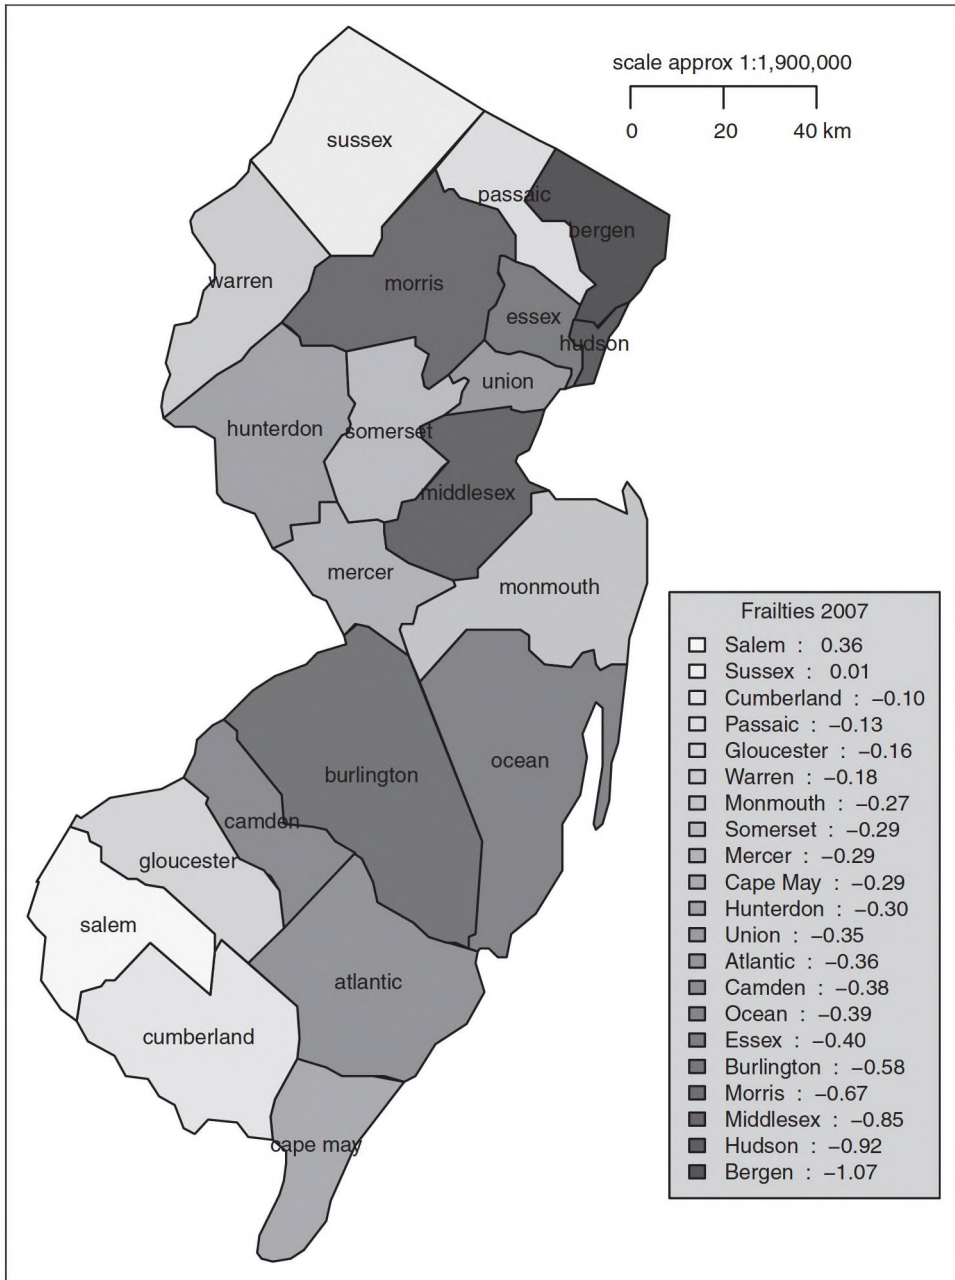 scale approx 1:1,900,000
0 20 40 km
sussex
passaic
bergen
warren
morris
essex
hudson
union
hunterdon
somerset
middlesex
mercer
monmouth
ocean
burlington
camden
gloucester
salem
atlantic
cumberland
cape may
Frailties 2007
Salem : 0.36
Sussex : 0.01
Cumberland : −0.10
Passaic : −0.13
Gloucester : −0.16
Warren : −0.18
Monmouth : −0.27
Somerset : −0.29
Mercer : −0.29
Cape May : −0.29
Hunterdon : −0.30
Union : −0.35
Atlantic : −0.36
Camden : −0.38
Ocean : −0.39
Essex : −0.40
Burlington : −0.58
Morris : −0.67
Middlesex : −0.85
Hudson : −0.92
Bergen : −1.07